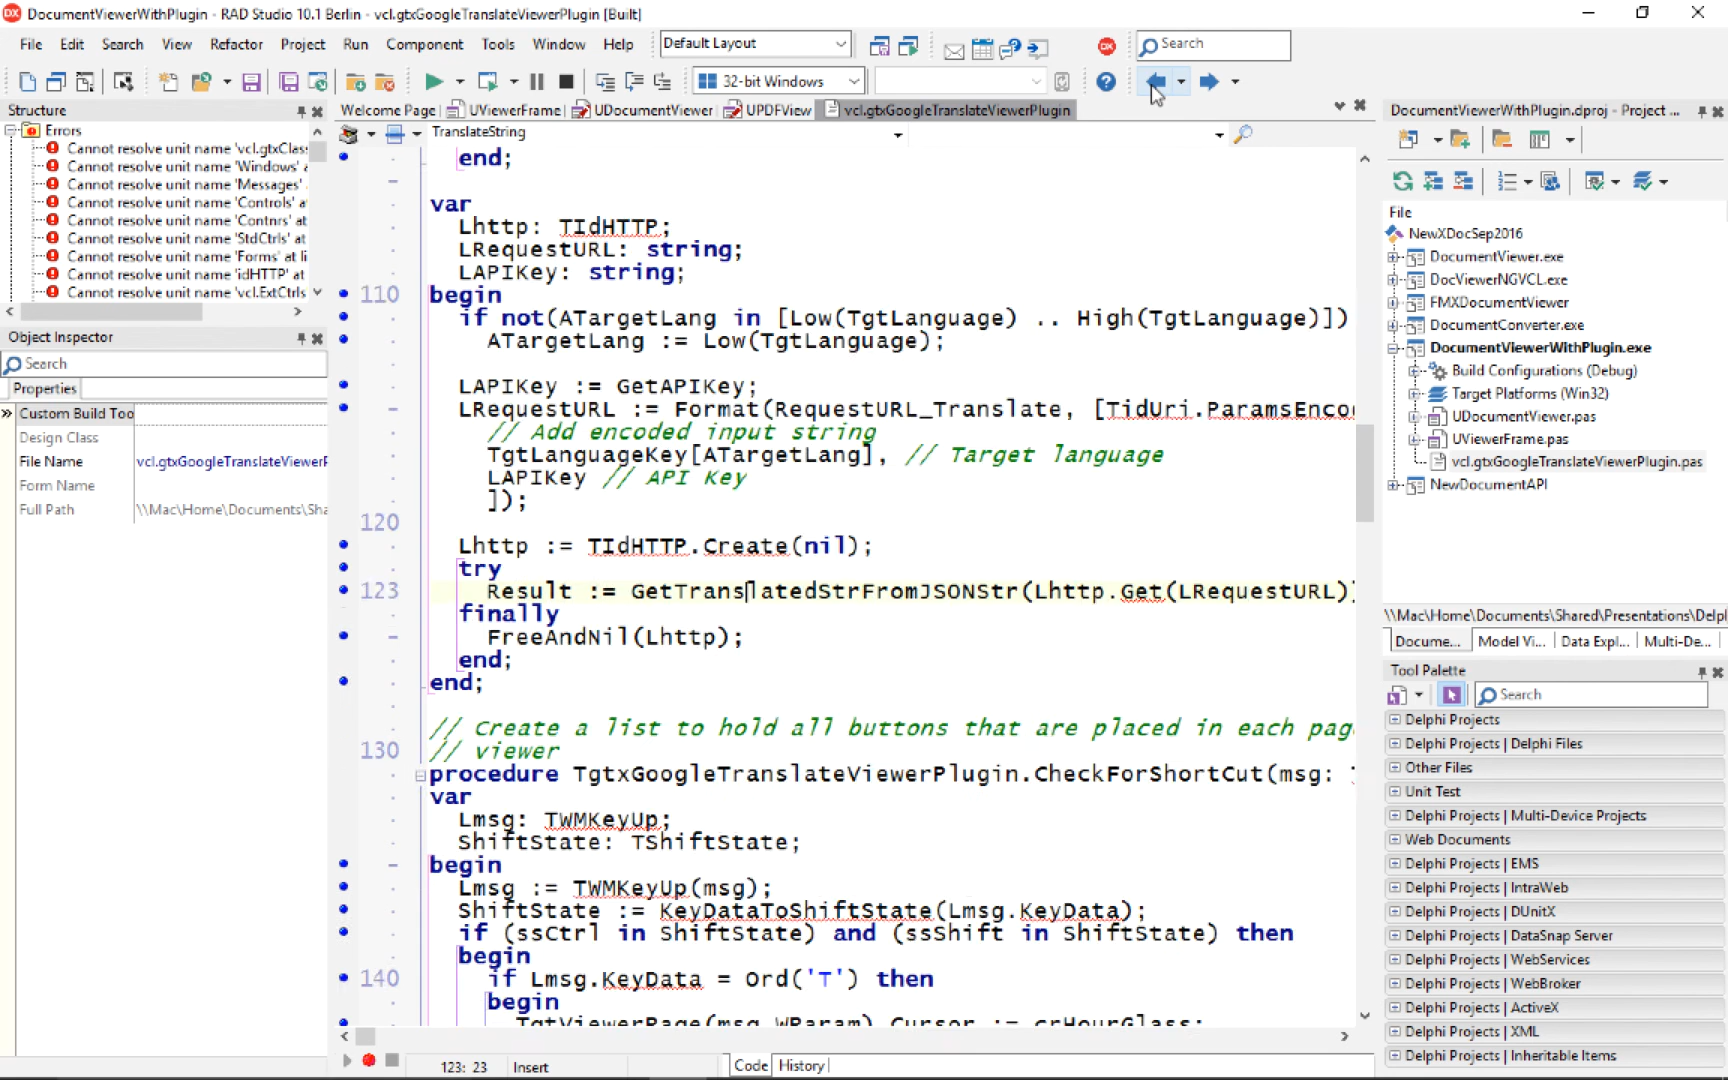 DX DocumentViewerWithPlugin - RAD Studio 10.1 Berlin - vcl.gtxGoogleTranslateViewerPlugin [Built]
File Edit Search View Refactor Project Run Component Tools Window Help Default Layout DX Search
32-bit Windows
Structure
Errors
Cannot resolve unit name 'vcl.gtxClas
Cannot resolve unit name 'Windows' a
Cannot resolve unit name 'Messages'
Cannot resolve unit name 'Controls' a
Cannot resolve unit name 'Contnrs' at
Cannot resolve unit name 'StdCtrls' at
Cannot resolve unit name 'Forms' at li
Cannot resolve unit name 'idHTTP' at
Cannot resolve unit name 'vcl.ExtCtrls
Object Inspector
Search
Properties
Custom Build Too
Design Class
File Name vcl.gtxGoogleTranslateViewerF
Form Name
Full Path \\Mac\Home\Documents\Sha
Welcome Page UViewerFrame UDocumentViewer UPDFView vcl.gtxGoogleTranslateViewerPlugin
TranslateString
end;
var
Lhttp: TIdHTTP;
LRequestURL: string;
LAPIKey: string;
110 begin
if not(ATargetLang in [Low(TgtLanguage) .. High(TgtLanguage)])
ATargetLang := Low(TgtLanguage);
LAPIKey := GetAPIKey;
LRequestURL := Format(RequestURL_Translate, [TidUri.ParamsEnco
// Add encoded input string
TgtLanguageKey[ATargetLang], // Target language
LAPIKey // API Key
]);
120
Lhttp := TIdHTTP.Create(nil);
try
123 Result := GetTranslatedStrFromJSONStr(Lhttp.Get(LRequestURL))
finally
FreeAndNil(Lhttp);
end;
end;
// Create a list to hold all buttons that are placed in each pag
130 // viewer
procedure TgtxGoogleTranslateViewerPlugin.CheckForShortCut(msg:
var
Lmsg: TWMKeyUp;
ShiftState: TShiftState;
begin
Lmsg := TWMKeyUp(msg);
ShiftState := KeyDataToShiftState(Lmsg.KeyData);
if (ssCtrl in ShiftState) and (ssShift in ShiftState) then
begin
140 if Lmsg.KeyData = Ord('T') then
begin
TgtViewerPage(msg.WParam).Cursor := crHourGlass;
123: 23 Insert Code History
DocumentViewerWithPlugin.dproj - Project ...
File
NewXDocSep2016
DocumentViewer.exe
DocViewerNGVCL.exe
FMXDocumentViewer
DocumentConverter.exe
DocumentViewerWithPlugin.exe
Build Configurations (Debug)
Target Platforms (Win32)
UDocumentViewer.pas
UViewerFrame.pas
vcl.gtxGoogleTranslateViewerPlugin.pas
NewDocumentAPI
\\Mac\Home\Documents\Shared\Presentations\Delpl
Docume... Model Vi... Data Expl... Multi-De...
Tool Palette
Search
Delphi Projects
Delphi Projects | Delphi Files
Other Files
Unit Test
Delphi Projects | Multi-Device Projects
Web Documents
Delphi Projects | EMS
Delphi Projects | IntraWeb
Delphi Projects | DUnitX
Delphi Projects | DataSnap Server
Delphi Projects | WebServices
Delphi Projects | WebBroker
Delphi Projects | ActiveX
Delphi Projects | XML
Delphi Projects | Inheritable Items